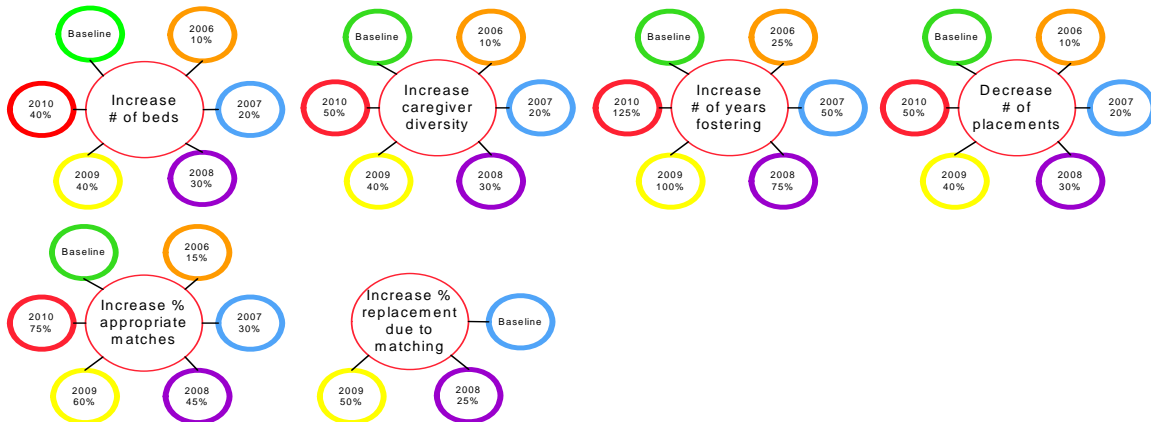 Baseline
2006
10%
Increase
# of beds
2010
40%
2007
20%
2009
40%
2008
30%
Baseline
2006
10%
Increase
caregiver
diversity
2010
50%
2007
20%
2009
40%
2008
30%
Baseline
2006
25%
Increase
# of years
fostering
2010
125%
2007
50%
2009
100%
2008
75%
Baseline
2006
10%
Decrease
# of
placements
2010
50%
2007
20%
2009
40%
2008
30%
Baseline
2006
15%
Increase %
appropriate
matches
2010
75%
2007
30%
2009
60%
2008
45%
Increase %
replacement
due to
matching
Baseline
2009
50%
2008
25%